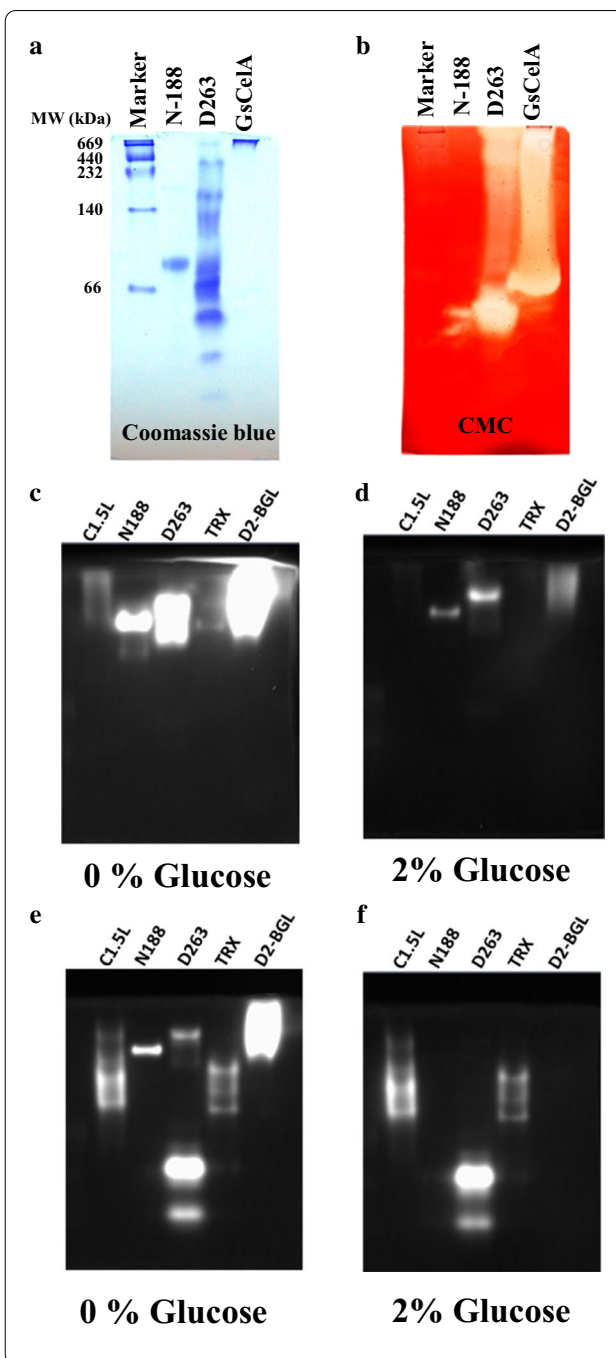 a
Marker
N-188
D263
GsCelA
MW (kDa)
669
440
232
140
66
Coomassie blue
b
Marker
N-188
D263
GsCelA
CMC
c
C1.5L
N188
D263
TRX
D2-BGL
0 % Glucose
d
C1.5L
N188
D263
TRX
D2-BGL
2% Glucose
e
C1.5L
N188
D263
TRX
D2-BGL
0 % Glucose
f
C1.5L
N188
D263
TRX
D2-BGL
2% Glucose